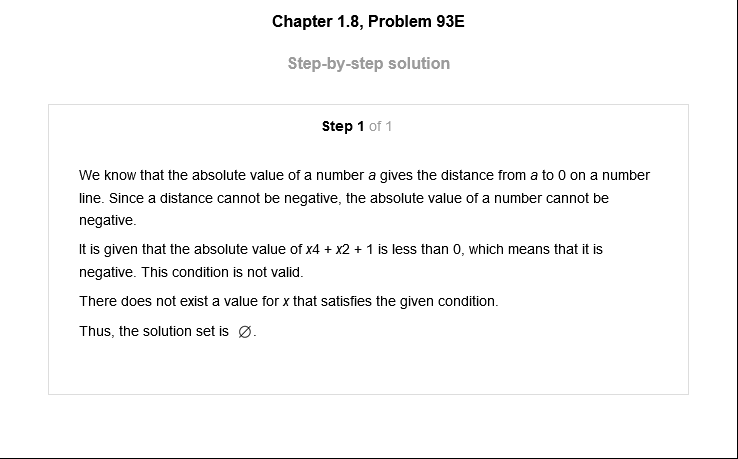 Chapter 1.8, Problem 93E
Step-by-step solution
Step 1 of 1
We know that the absolute value of a number a gives the distance from a to 0 on a number
line. Since a distance cannot be negative, the absolute value of a number cannot be
negative.
It is given that the absolute value of x4 + x2 + 1 is less than 0, which means that it is
negative. This condition is not valid.
There does not exist a value for x that satisfies the given condition.
Thus, the solution set is ∅.